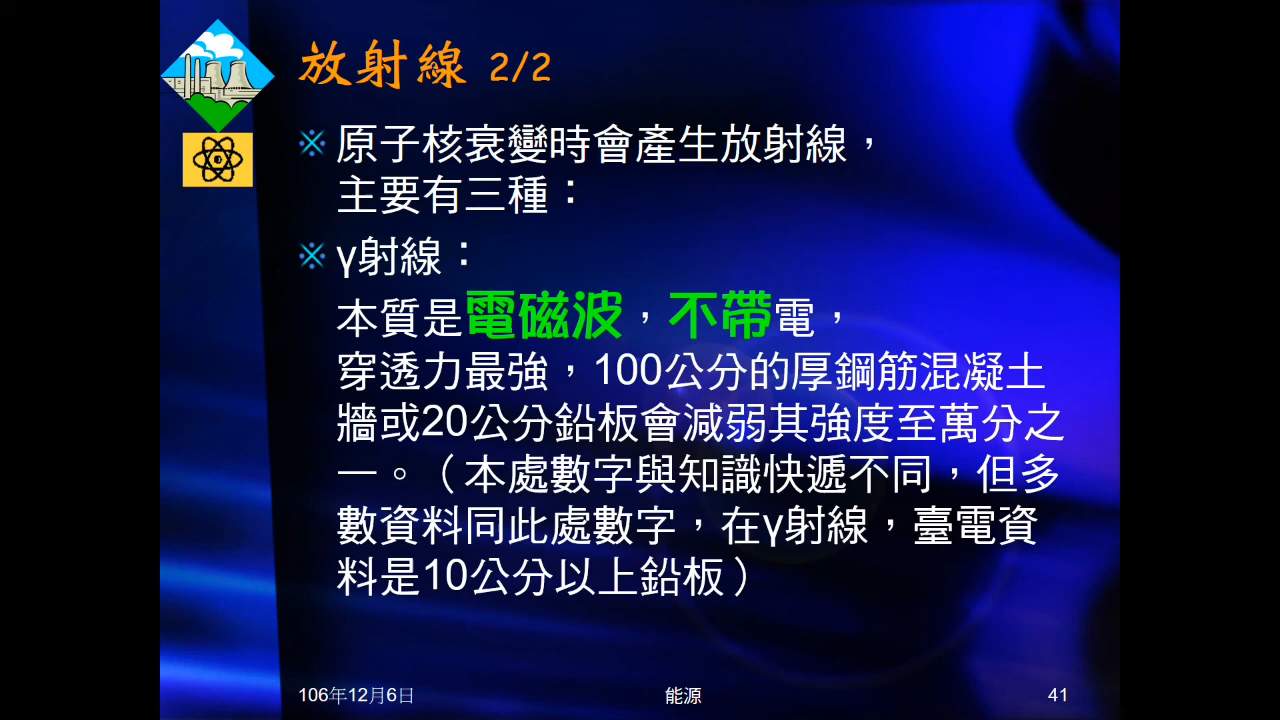 放射線 2/2
※原子核衰變時會產生放射線，
主要有三種：
※γ射線：
本質是電磁波，不帶電，
穿透力最強，100公分的厚鋼筋混凝土
牆或20公分鉛板會減弱其強度至萬分之
一。（本處數字與知識快遞不同，但多
數資料同此處數字，在γ射線，臺電資
料是10公分以上鉛板）
106年12月6日
能源
41